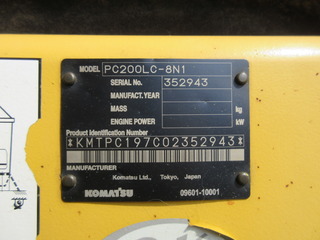 MODEL PC200LC-8N1
SERIAL No. 352943
MANUFACT.YEAR
MASS kg
ENGINE POWER kW
Product Identification Number
*KMTPC197C02352943*
MANUFACTURER
Komatsu Ltd., Tokyo, Japan
KOMATSU 09601-10001